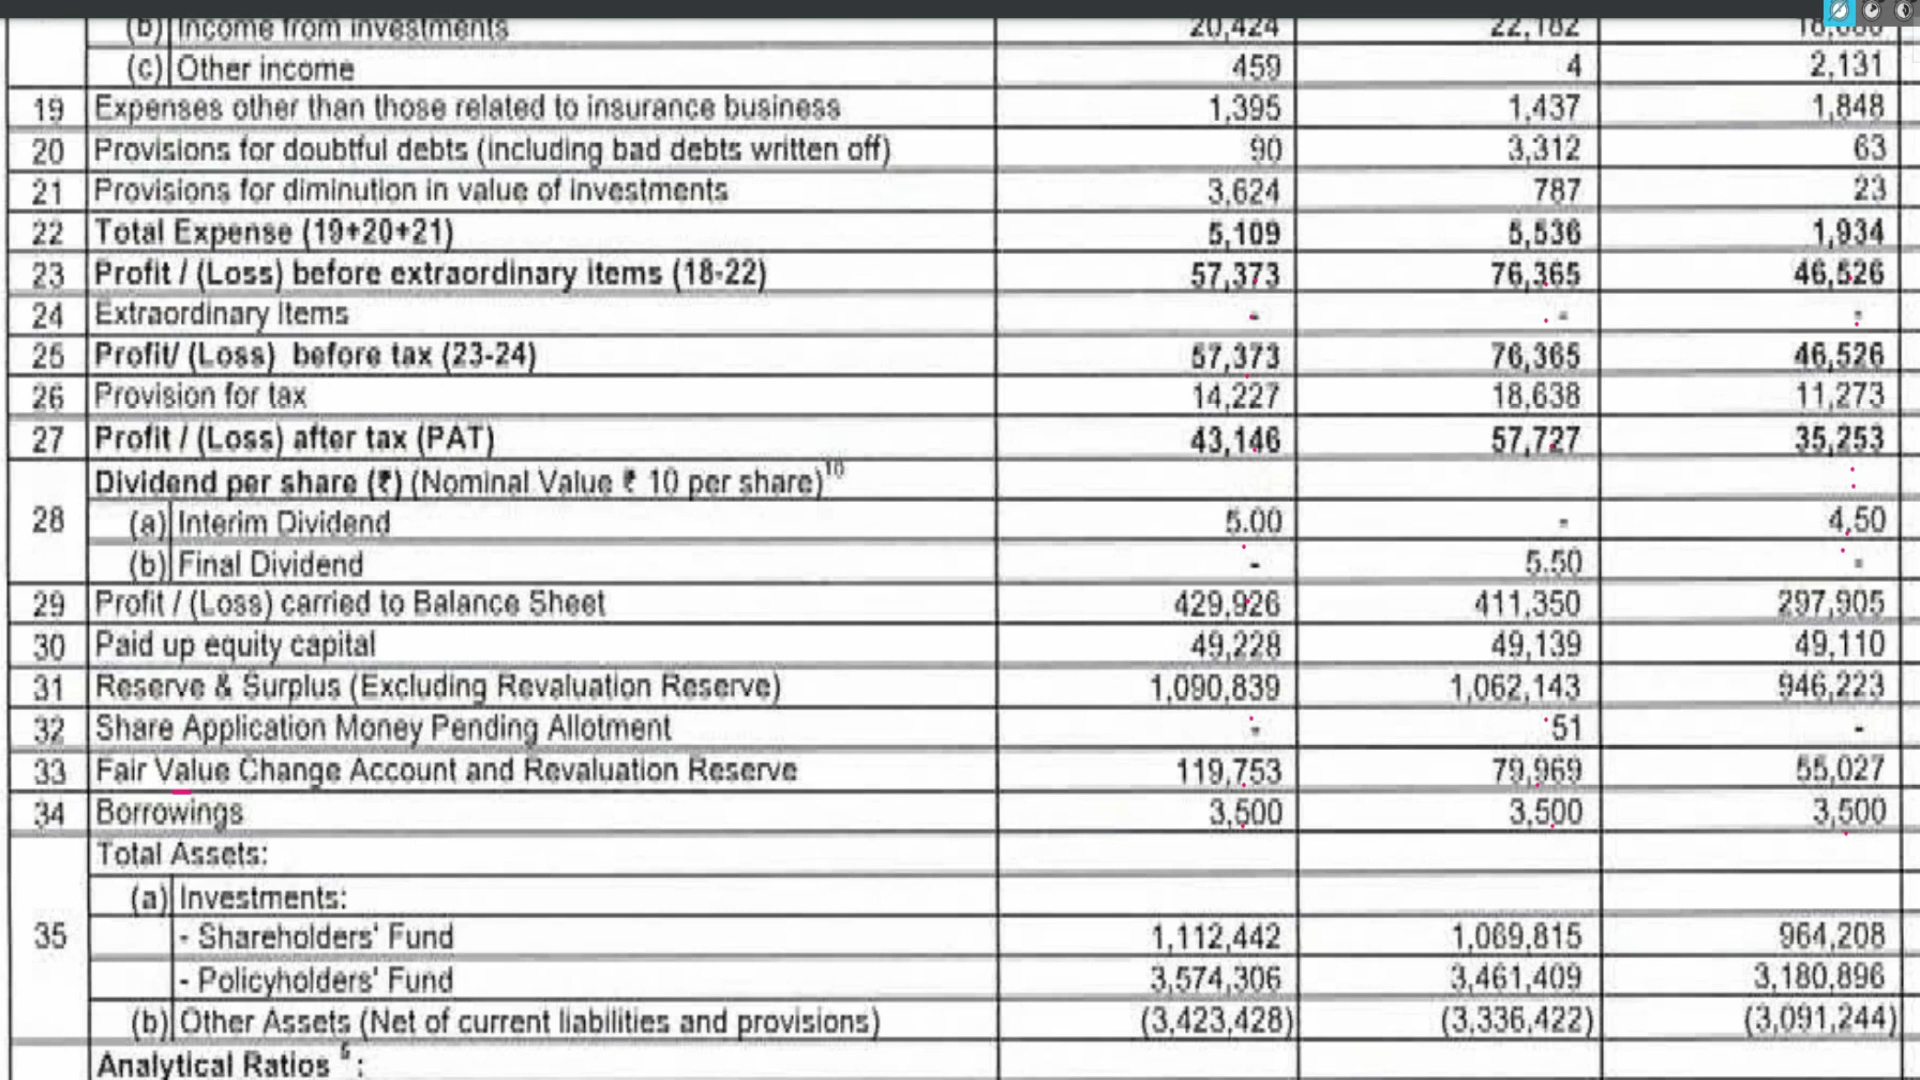 (b) Income from investments 20,424 22,182
(c) Other income 459 4 2,131
19 Expenses other than those related to insurance business 1,395 1,437 1,848
20 Provisions for doubtful debts (including bad debts written off) 90 3,312 63
21 Provisions for diminution in value of investments 3,624 787 23
22 Total Expense (19+20+21) 5,109 5,536 1,934
23 Profit / (Loss) before extraordinary items (18-22) 57,373 76,365 46,526
24 Extraordinary Items - - -
25 Profit/ (Loss) before tax (23-24) 57,373 76,365 46,526
26 Provision for tax 14,227 18,638 11,273
27 Profit / (Loss) after tax (PAT) 43,146 57,727 35,253
28 Dividend per share (₹) (Nominal Value ₹ 10 per share)10
(a) Interim Dividend 5.00 - 4.50
(b) Final Dividend - 5.50 -
29 Profit / (Loss) carried to Balance Sheet 429,926 411,350 297,905
30 Paid up equity capital 49,228 49,139 49,110
31 Reserve & Surplus (Excluding Revaluation Reserve) 1,090,839 1,062,143 946,223
32 Share Application Money Pending Allotment - 51 -
33 Fair Value Change Account and Revaluation Reserve 119,753 79,969 55,027
34 Borrowings 3,500 3,500 3,500
35 Total Assets:
(a) Investments:
- Shareholders' Fund 1,112,442 1,069,815 964,208
- Policyholders' Fund 3,574,306 3,461,409 3,180,896
(b) Other Assets (Net of current liabilities and provisions) (3,423,428) (3,336,422) (3,091,244)
Analytical Ratios 5 :